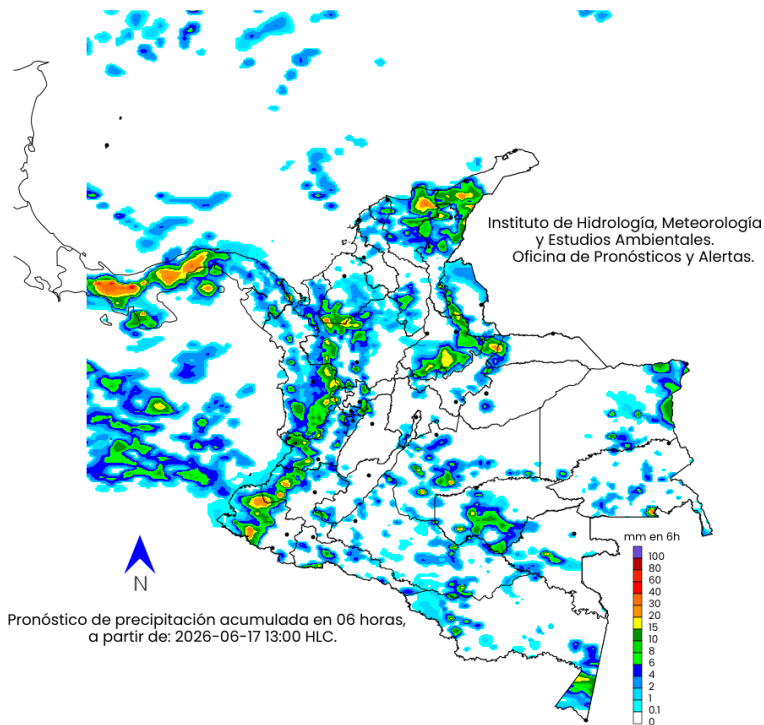 Instituto de Hidrología, Meteorología
y Estudios Ambientales.
Oficina de Pronósticos y Alertas.
N
Pronóstico de precipitación acumulada en 06 horas,
a partir de: 2026-06-17 13:00 HLC.
mm en 6h
100
80
60
40
30
20
15
10
8
6
4
2
1
0.1
0